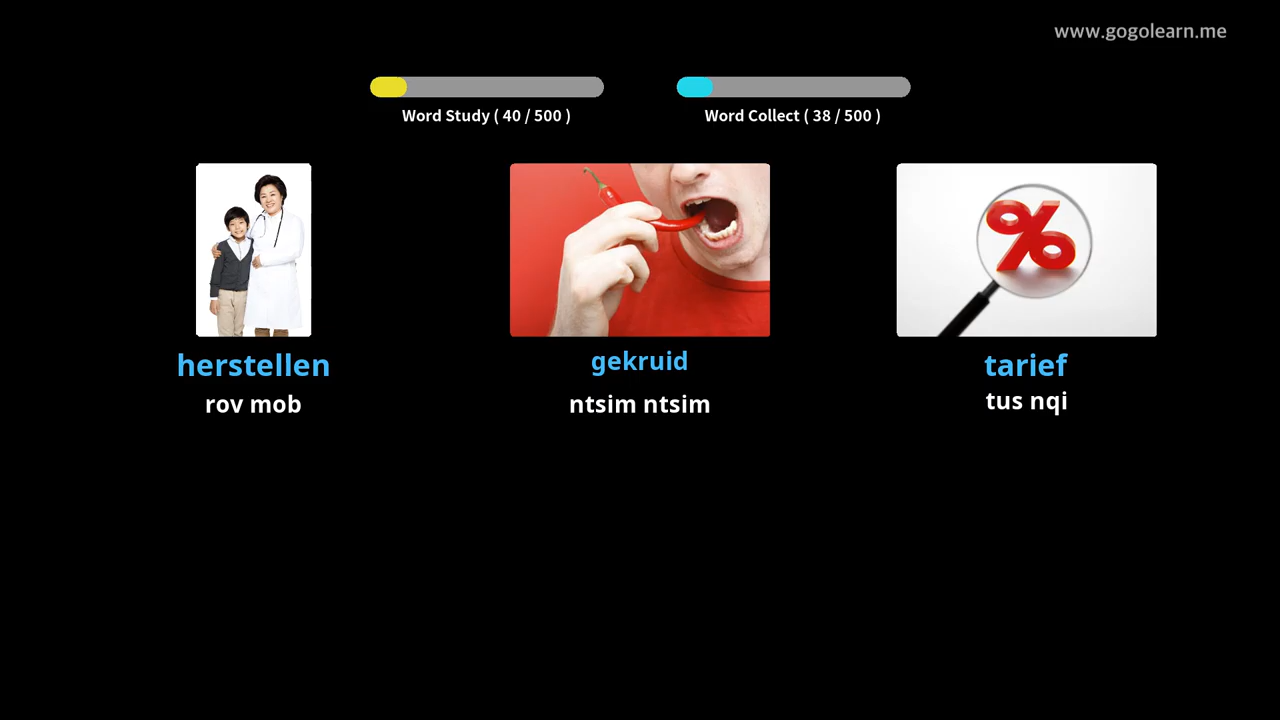 www.gogolearn.me
Word Study ( 40 / 500 )
Word Collect ( 38 / 500 )
herstellen
rov mob
gekruid
ntsim ntsim
tarief
tus nqi
%